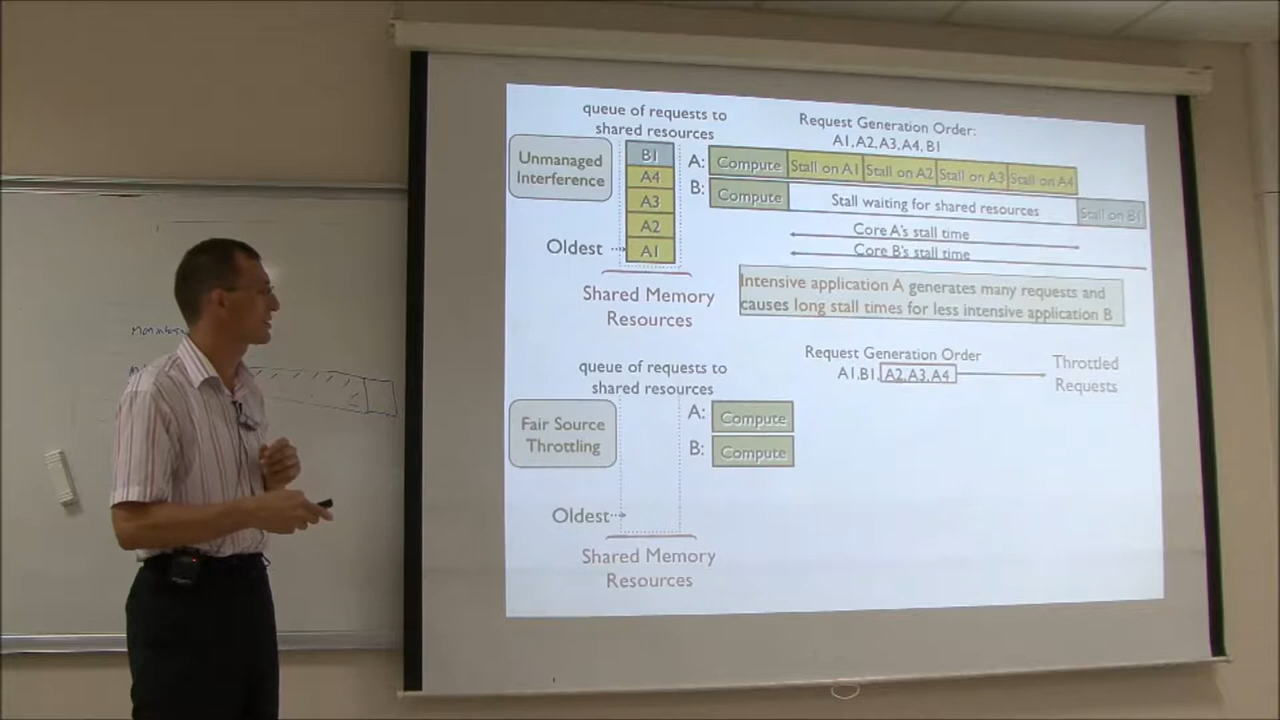 queue of requests to
shared resources
Request Generation Order:
A1, A2, A3, A4, B1
Unmanaged
Interference
B1
A4
A3
A2
A1
Oldest
Shared Memory
Resources
A: Compute Stall on A1 Stall on A2 Stall on A3 Stall on A4
B: Compute Stall waiting for shared resources Stall on B1
Core A's stall time
Core B's stall time
Intensive application A generates many requests and
causes long stall times for less intensive application B
queue of requests to
shared resources
Request Generation Order
A1, B1, A2, A3, A4
Throttled
Requests
Fair Source
Throttling
A: Compute
B: Compute
Oldest
Shared Memory
Resources